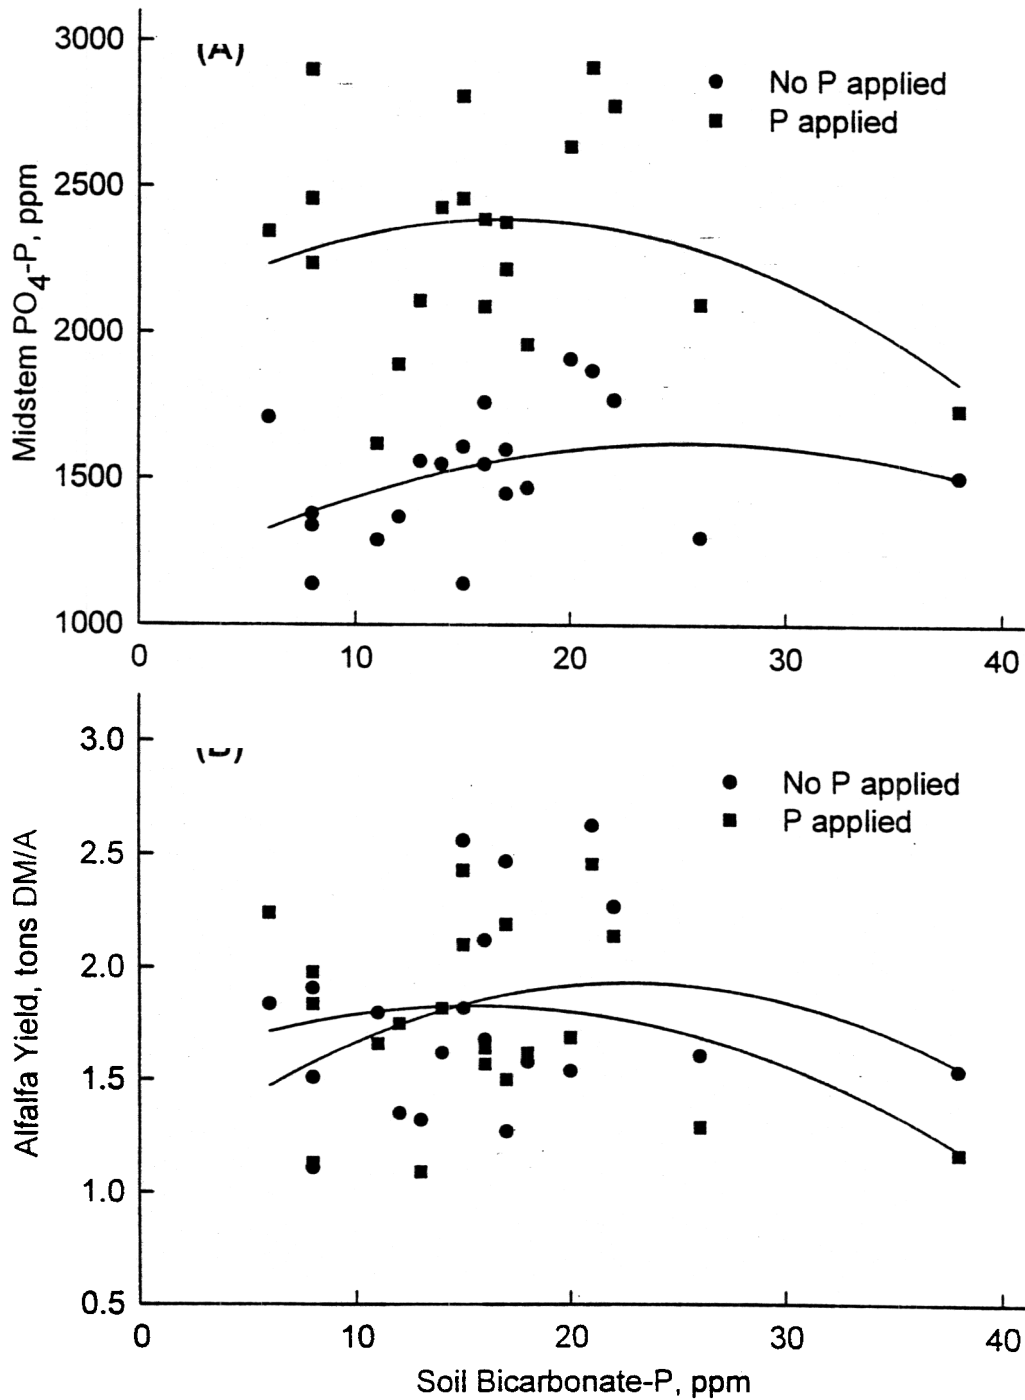 (A)
3000
2500
2000
1500
1000
Midstem PO4-P, ppm
No P applied
P applied
0 10 20 30 40
(B)
3.0
2.5
2.0
1.5
1.0
0.5
Alfalfa Yield, tons DM/A
No P applied
P applied
0 10 20 30 40
Soil Bicarbonate-P, ppm